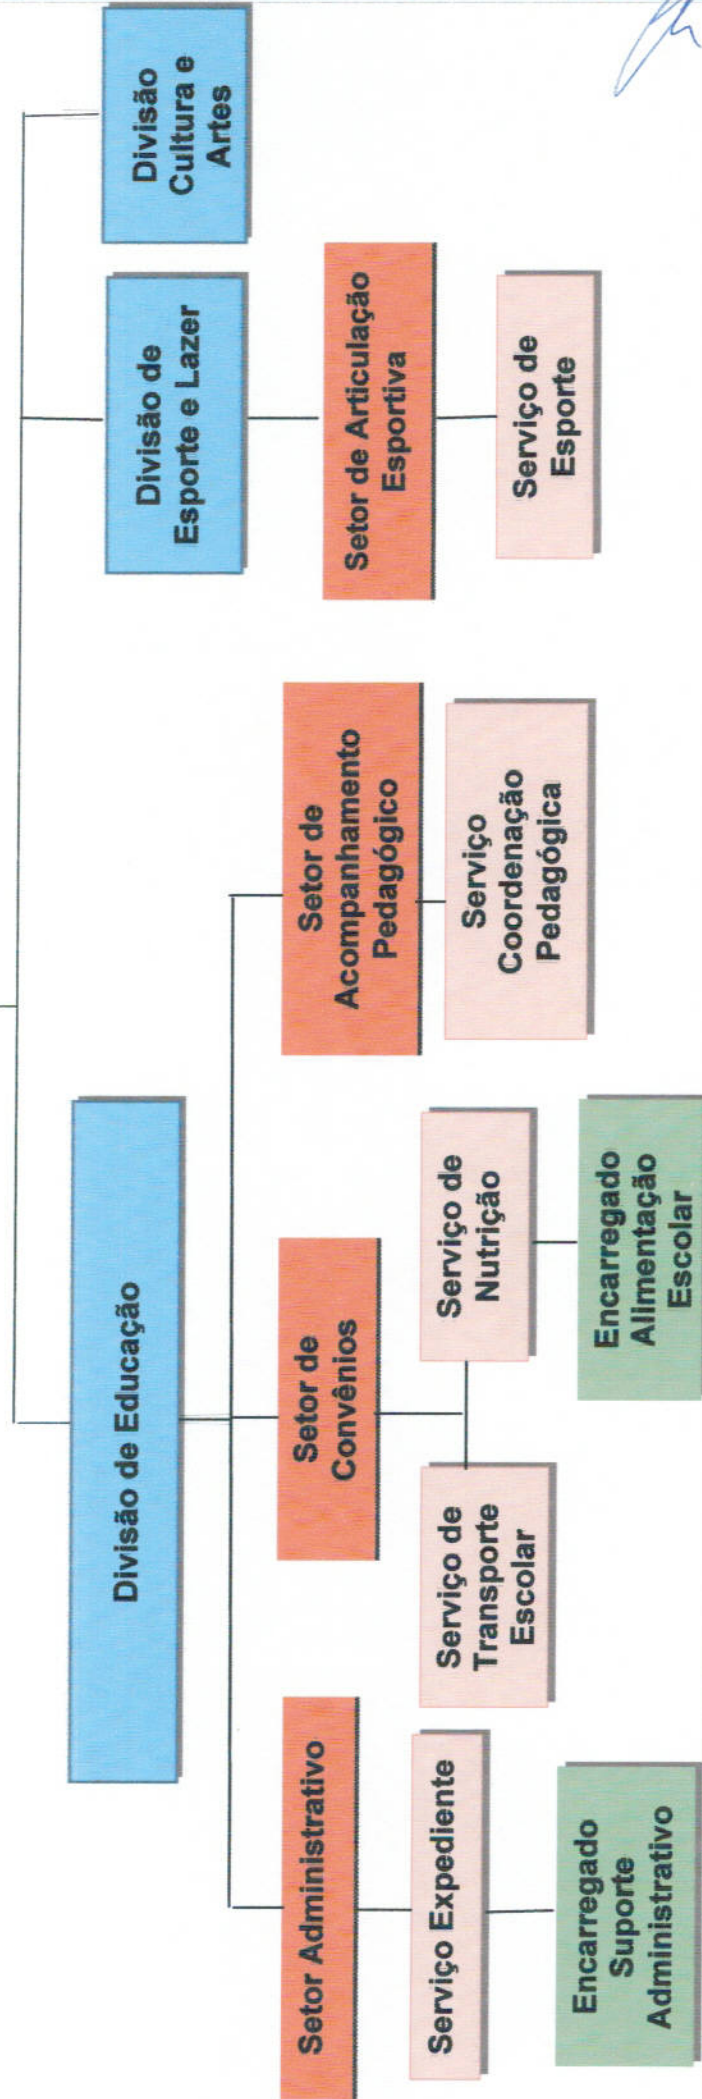 Divisão de Educação
Divisão de
Esporte e Lazer
Divisão
Cultura e
Artes
Setor Administrativo
Setor de
Convênios
Setor de
Acompanhamento
Pedagógico
Setor de Articulação
Esportiva
Serviço Expediente
Serviço de
Transporte
Escolar
Serviço de
Nutrição
Serviço
Coordenação
Pedagógica
Serviço de
Esporte
Encarregado
Suporte
Administrativo
Encarregado
Alimentação
Escolar